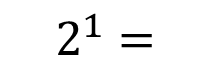 2¹ =